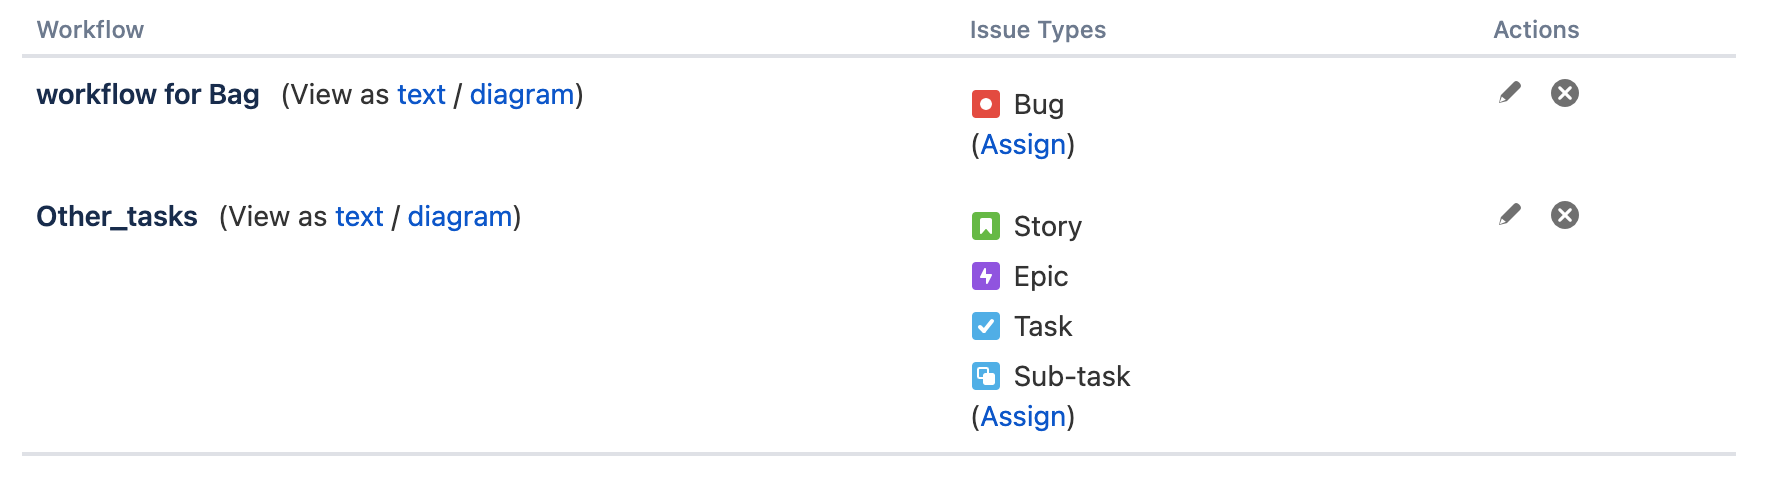 Workflow Issue Types Actions
workflow for Bag (View as text / diagram)
Bug
(Assign)
Other_tasks (View as text / diagram)
Story
Epic
Task
Sub-task
(Assign)